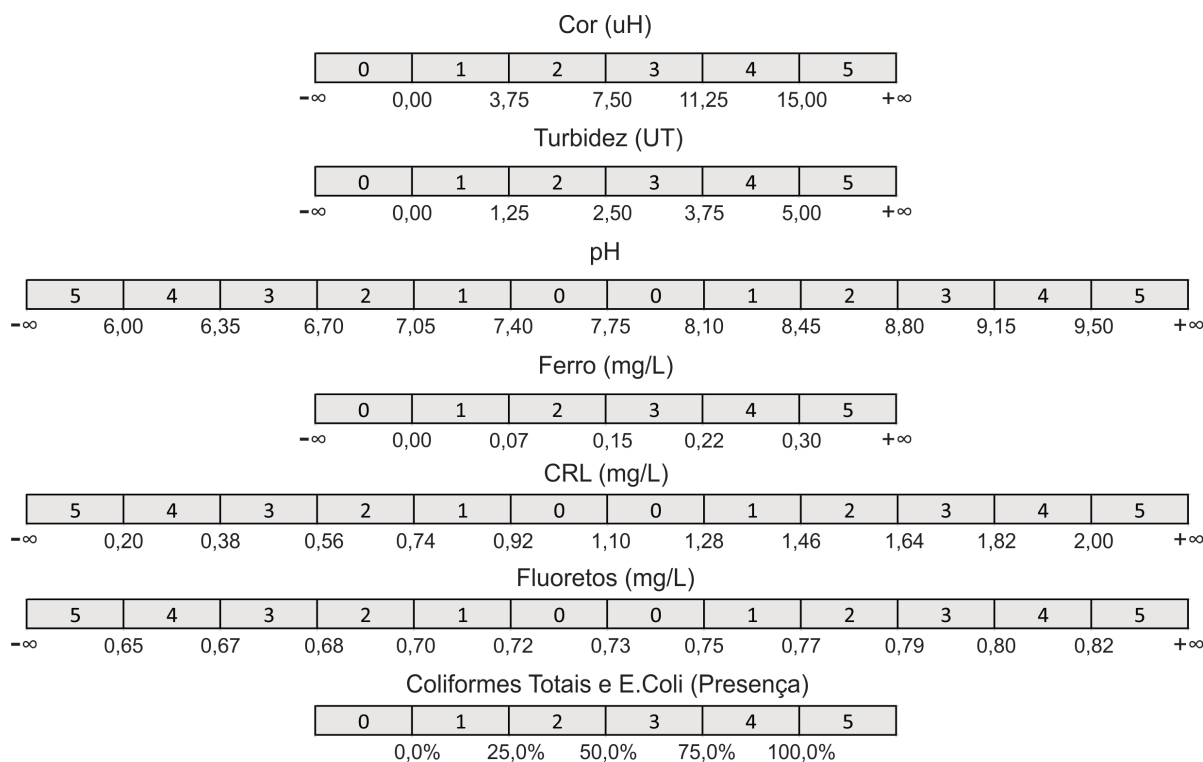 Cor (uH)
0 1 2 3 4 5
-∞ 0,00 3,75 7,50 11,25 15,00 +∞
Turbidez (UT)
0 1 2 3 4 5
-∞ 0,00 1,25 2,50 3,75 5,00 +∞
pH
5 4 3 2 1 0 0 1 2 3 4 5
-∞ 6,00 6,35 6,70 7,05 7,40 7,75 8,10 8,45 8,80 9,15 9,50 +∞
Ferro (mg/L)
0 1 2 3 4 5
-∞ 0,00 0,07 0,15 0,22 0,30 +∞
CRL (mg/L)
5 4 3 2 1 0 0 1 2 3 4 5
-∞ 0,20 0,38 0,56 0,74 0,92 1,10 1,28 1,46 1,64 1,82 2,00 +∞
Fluoretos (mg/L)
5 4 3 2 1 0 0 1 2 3 4 5
-∞ 0,65 0,67 0,68 0,70 0,72 0,73 0,75 0,77 0,79 0,80 0,82 +∞
Coliformes Totais e E.Coli (Presença)
0 1 2 3 4 5
0,0% 25,0% 50,0% 75,0% 100,0%